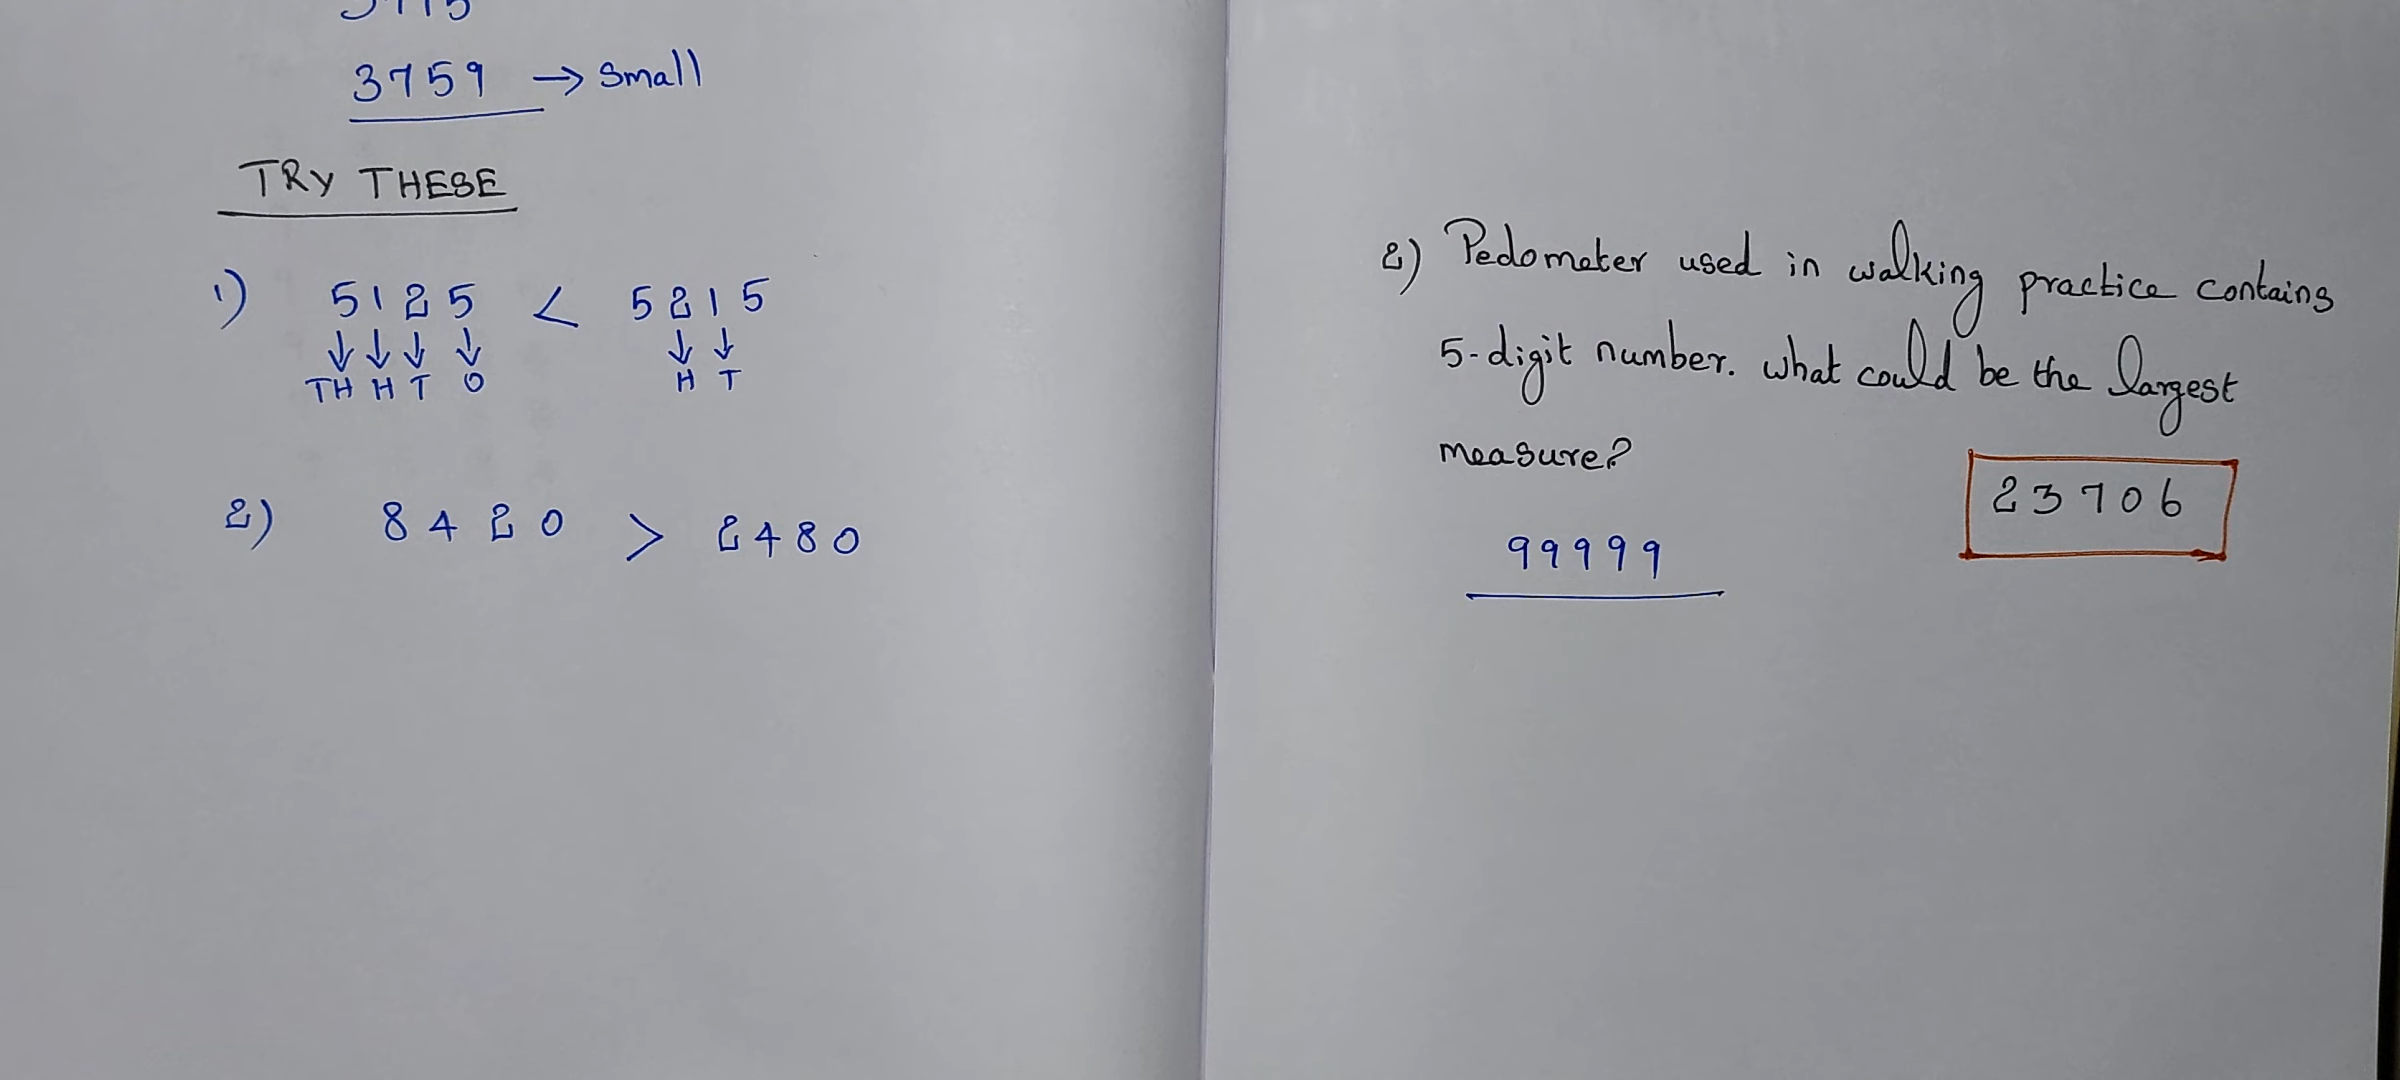 3759 → Small
TRY THESE
1) 5125 < 5215
↓ ↓ ↓ ↓ ↓ ↓
TH H T O H T
2) 8420 > 2480
2) Pedometer used in walking practice contains
5-digit number. what could be the largest
measure?
23706
99999